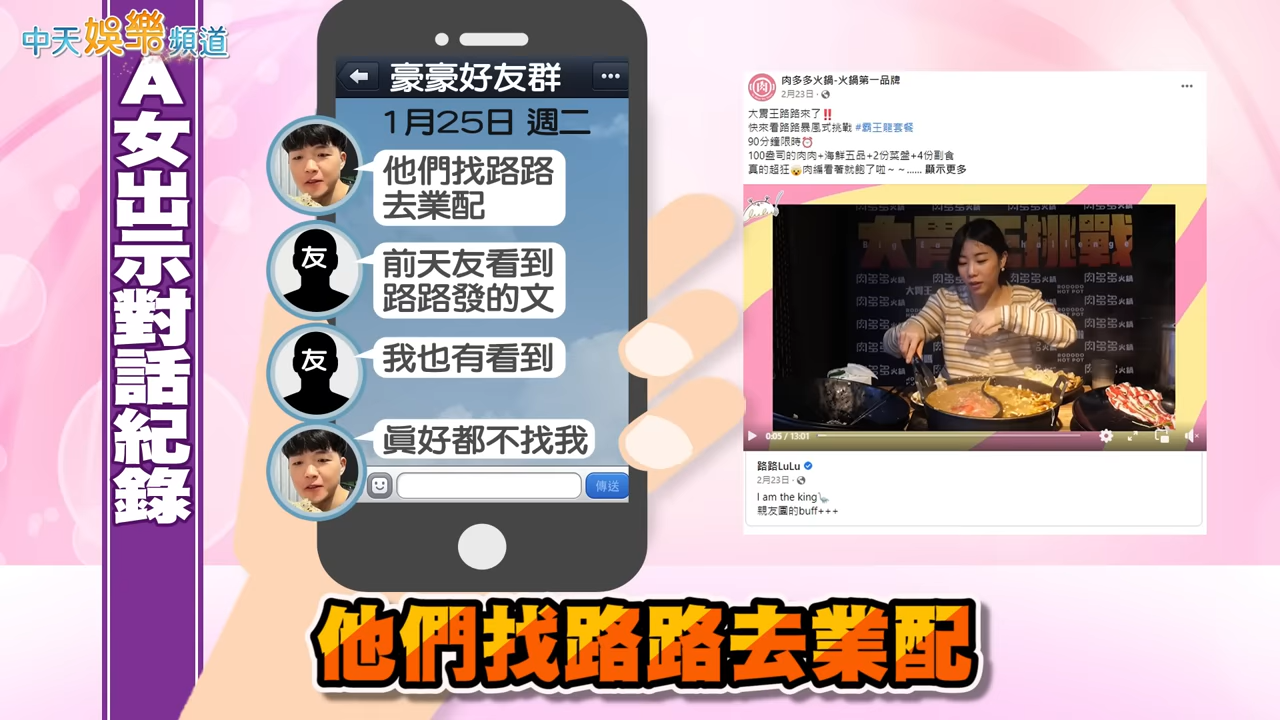 中天娛樂頻道
A女出示對話紀錄
豪豪好友群
1月25日 週二
他們找路路
去業配
友
前天友看到
路路發的文
友
我也有看到
真好都不找我
傳送
肉多多火鍋-火鍋第一品牌
2月23日
大胃王路路來了‼️
快來看路路暴風式挑戰 #霸王龍套餐
90分鐘限時⏰
100盎司的肉肉+海鮮五品+2份菜盤+4份副食
真的超狂😮肉編看著就飽了啦～～...... 顯示更多
大胃王挑戰
肉多多火鍋
0:05 / 13:01
路路LuLu
2月23日
I am the king🦢
親友團的buff+++
他們找路路去業配